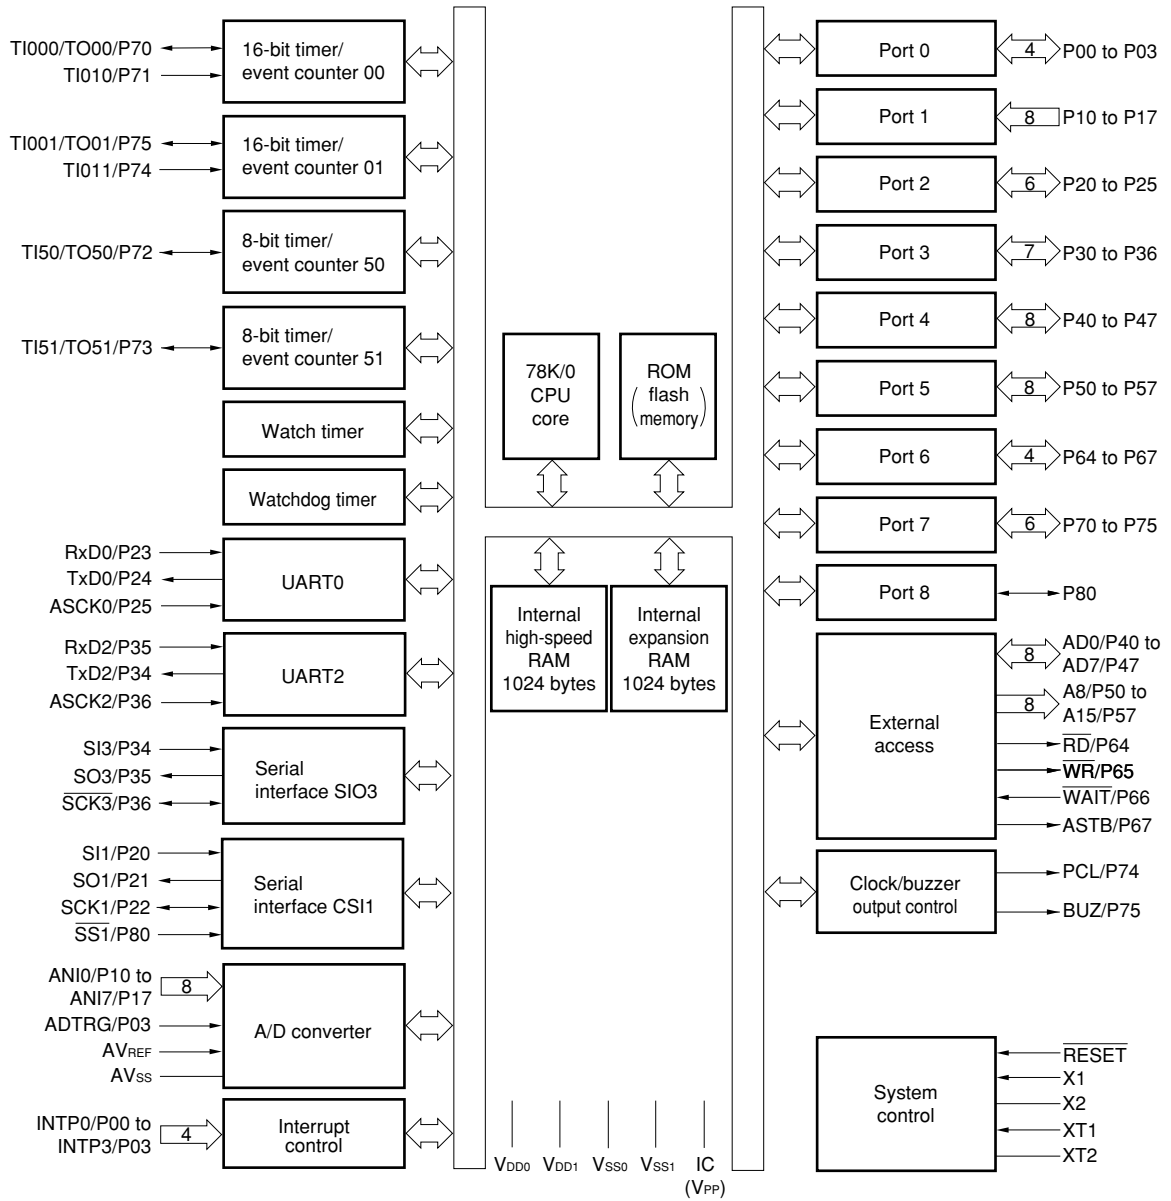 TI000/TO00/P70
TI010/P71
16-bit timer/
event counter 00
TI001/TO01/P75
TI011/P74
16-bit timer/
event counter 01
TI50/TO50/P72
8-bit timer/
event counter 50
TI51/TO51/P73
8-bit timer/
event counter 51
Watch timer
Watchdog timer
RxD0/P23
TxD0/P24
ASCK0/P25
UART0
RxD2/P35
TxD2/P34
ASCK2/P36
UART2
SI3/P34
SO3/P35
SCK3/P36
Serial
interface SIO3
SI1/P20
SO1/P21
SCK1/P22
SS1/P80
Serial
interface CSI1
ANI0/P10 to
ANI7/P17
8
ADTRG/P03
AVREF
AVSS
A/D converter
INTP0/P00 to
INTP3/P03
4
Interrupt
control
78K/0
CPU
core
ROM
(flash
memory)
Internal
high-speed
RAM
1024 bytes
Internal
expansion
RAM
1024 bytes
VDD0
VDD1
VSS0
VSS1
IC
(VPP)
Port 0
4
P00 to P03
Port 1
8
P10 to P17
Port 2
6
P20 to P25
Port 3
7
P30 to P36
Port 4
8
P40 to P47
Port 5
8
P50 to P57
Port 6
4
P64 to P67
Port 7
6
P70 to P75
Port 8
P80
External
access
8
AD0/P40 to
AD7/P47
8
A8/P50 to
A15/P57
RD/P64
WR/P65
WAIT/P66
ASTB/P67
Clock/buzzer
output control
PCL/P74
BUZ/P75
System
control
RESET
X1
X2
XT1
XT2